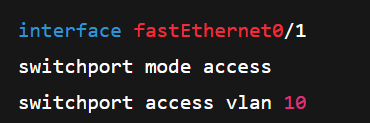 interface fastEthernet0/1
switchport mode access
switchport access vlan 10